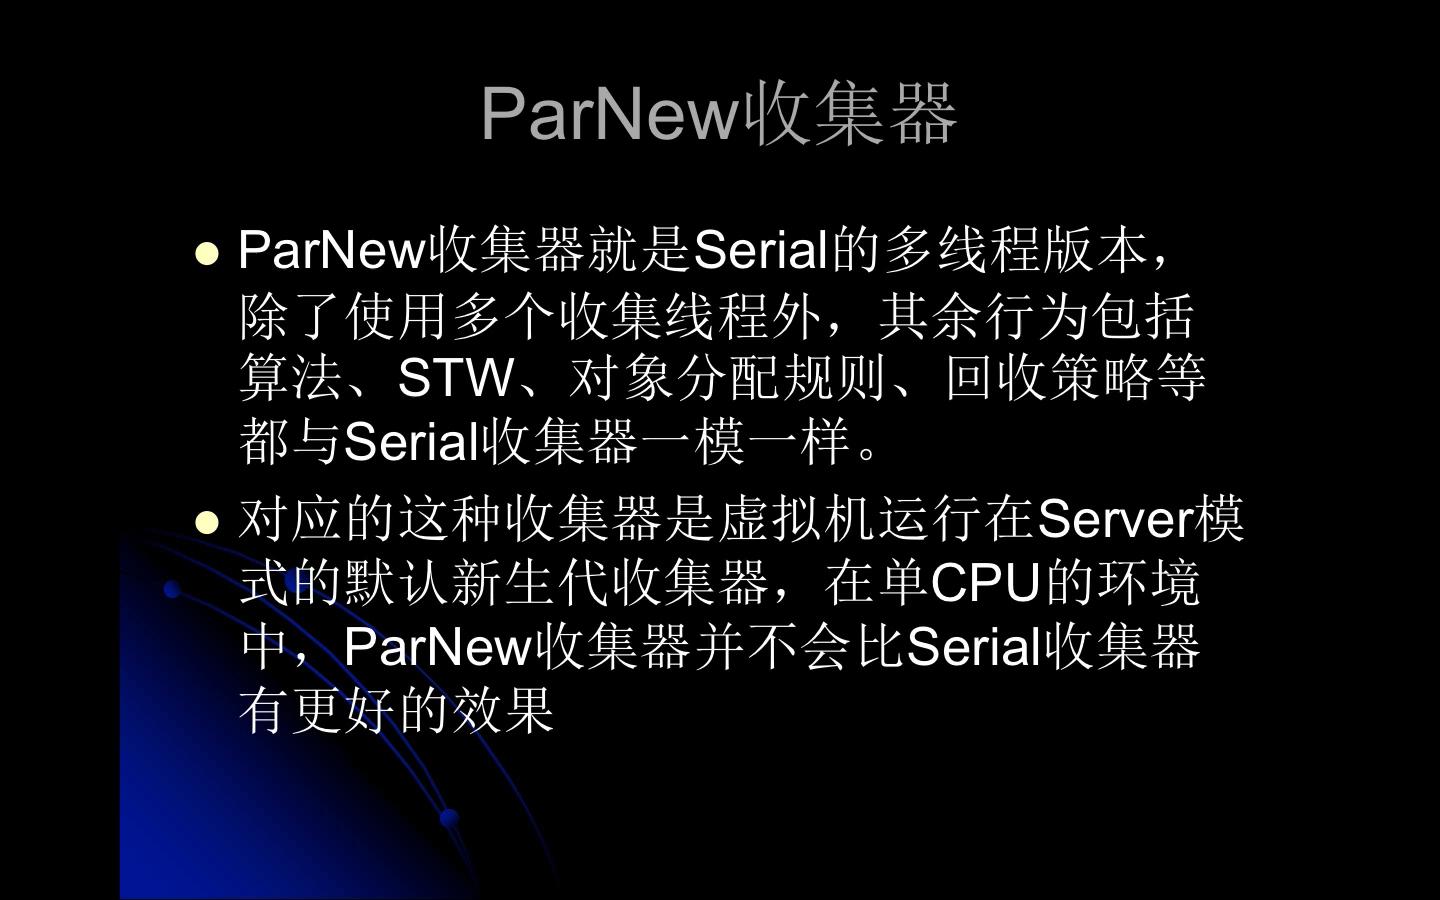 ParNew收集器
ParNew收集器就是Serial的多线程版本，
除了使用多个收集线程外，其余行为包括
算法、STW、对象分配规则、回收策略等
都与Serial收集器一模一样。
对应的这种收集器是虚拟机运行在Server模
式的默认新生代收集器，在单CPU的环境
中，ParNew收集器并不会比Serial收集器
有更好的效果